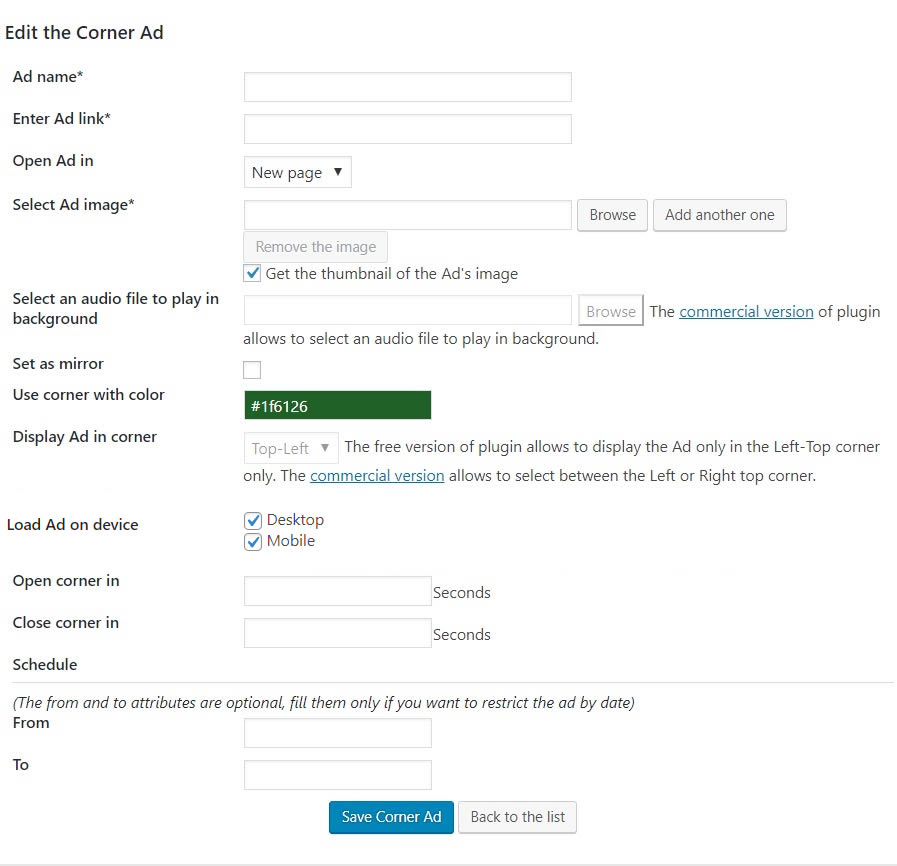 Edit the Corner Ad
Ad name*
Enter Ad link*
Open Ad in
New page ▼
Select Ad image*
Browse
Add another one
Remove the image
Get the thumbnail of the Ad's image
Select an audio file to play in
background
Browse
The commercial version of plugin
allows to select an audio file to play in background.
Set as mirror
Use corner with color
#1f6126
Display Ad in corner
Top-Left ▼ The free version of plugin allows to display the Ad only in the Left-Top corner
only. The commercial version allows to select between the Left or Right top corner.
Load Ad on device
Desktop
Mobile
Open corner in
Seconds
Close corner in
Seconds
Schedule
(The from and to attributes are optional, fill them only if you want to restrict the ad by date)
From
To
Save Corner Ad
Back to the list